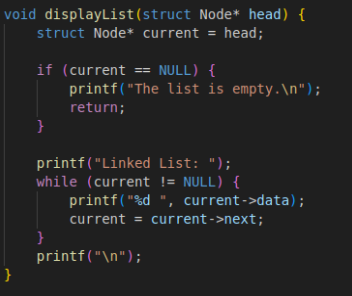 void displayList(struct Node* head) {
    struct Node* current = head;

    if (current == NULL) {
        printf("The list is empty.\n");
        return;
    }

    printf("Linked List: ");
    while (current != NULL) {
        printf("%d ", current->data);
        current = current->next;
    }
    printf("\n");
}